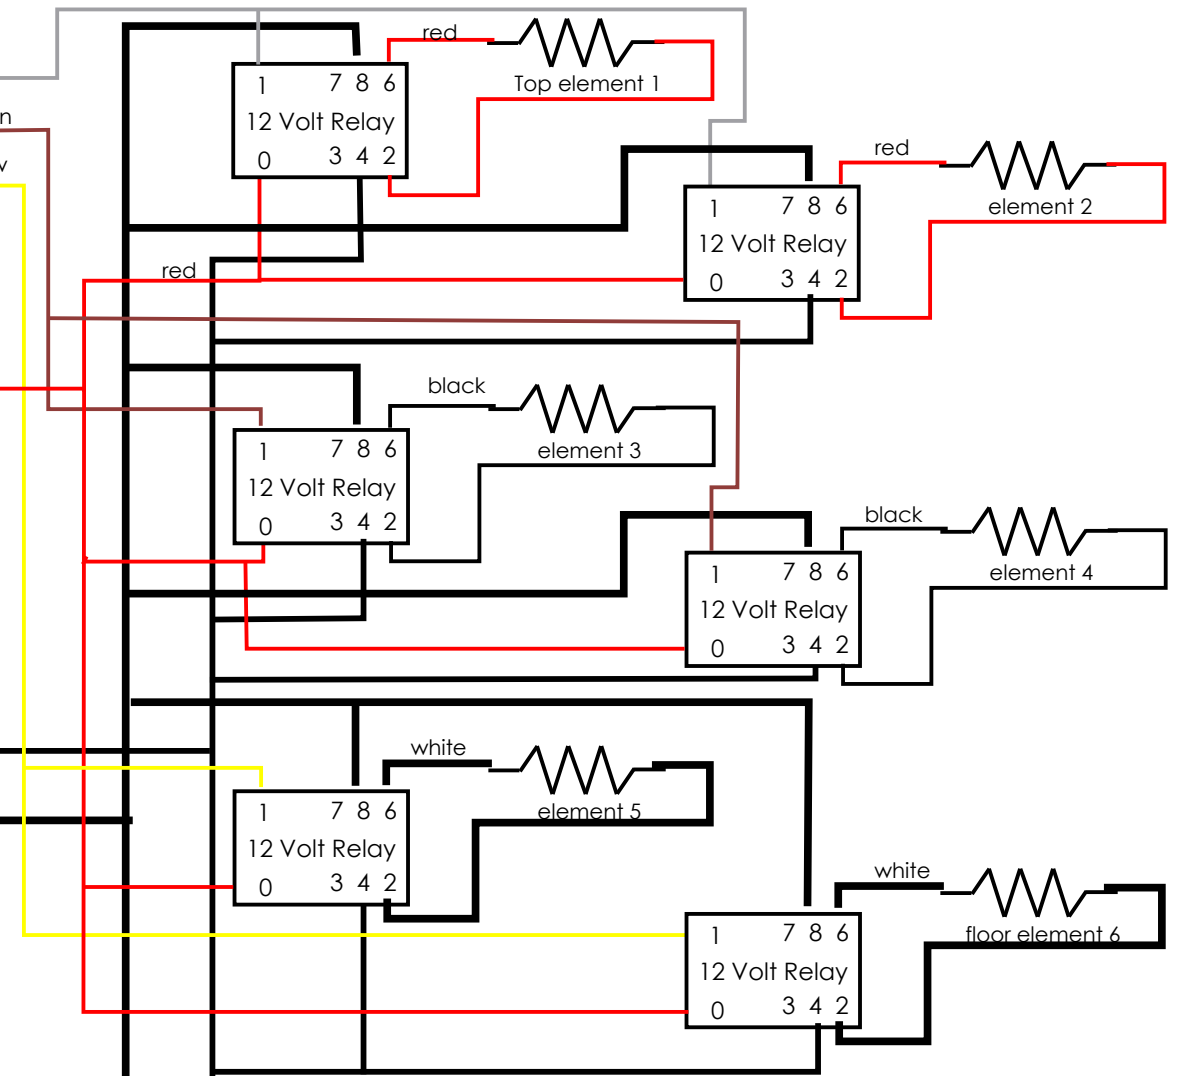 red
Top element 1
1 7 8 6
12 Volt Relay
0 3 4 2
n
v
red
element 2
1 7 8 6
12 Volt Relay
0 3 4 2
red
black
element 3
1 7 8 6
12 Volt Relay
0 3 4 2
black
element 4
1 7 8 6
12 Volt Relay
0 3 4 2
white
element 5
1 7 8 6
12 Volt Relay
0 3 4 2
white
floor element 6
1 7 8 6
12 Volt Relay
0 3 4 2